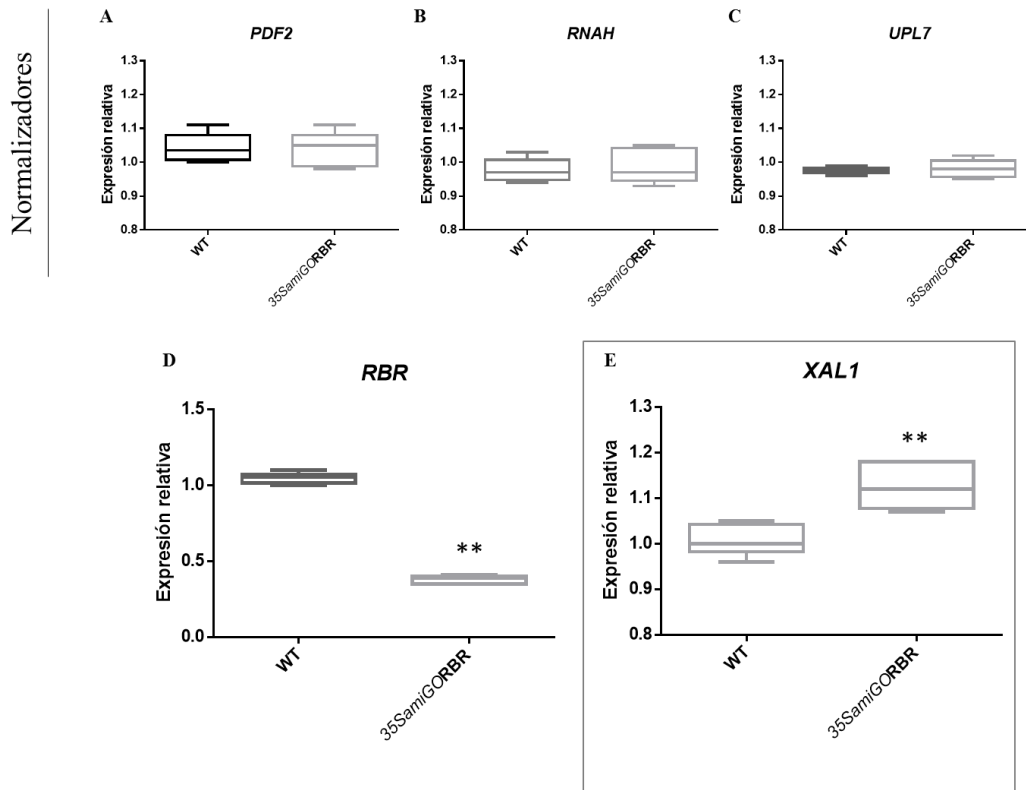 Normalizadores
A
PDF2
Expresión relativa
1.3
1.2
1.1
1.0
0.9
0.8
WT
35SamiGORBR
B
RNAH
Expresión relativa
1.3
1.2
1.1
1.0
0.9
0.8
WT
35SamiGORBR
C
UPL7
Expresión relativa
1.3
1.2
1.1
1.0
0.9
0.8
WT
35SamiGORBR
D
RBR
Expresión relativa
1.5
1.0
0.5
0.0
**
WT
35SamiGORBR
E
XAL1
Expresión relativa
1.3
1.2
1.1
1.0
0.9
0.8
**
WT
35SamiGORBR